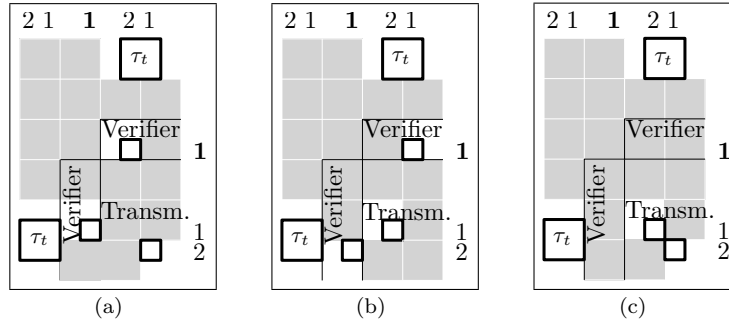 2 1 1 2 1
τt
Verifier
1
Verifier
Transm.
τt
1
2
(a)
2 1 1 2 1
τt
Verifier
1
Verifier
Transm.
τt
1
2
(b)
2 1 1 2 1
τt
Verifier
1
Verifier
Transm.
τt
1
2
(c)